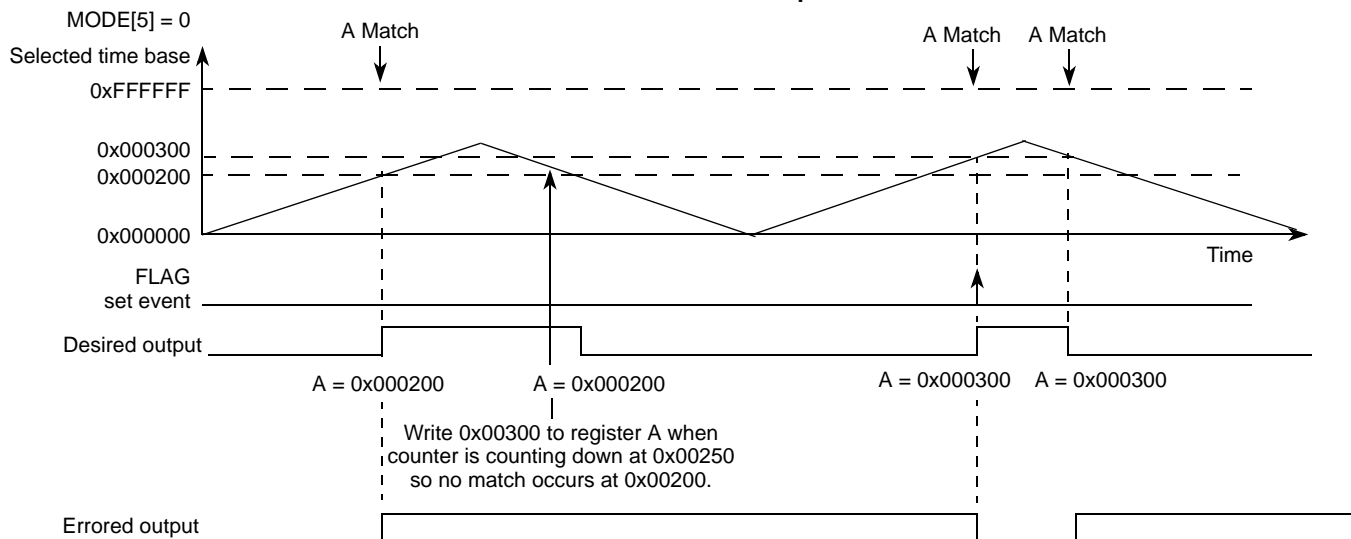 MODE[5] = 0
A Match
A Match
A Match
Selected time base
0xFFFFFF
0x000300
0x000200
0x000000
Time
FLAG
set event
Desired output
A = 0x000200
A = 0x000200
A = 0x000300
A = 0x000300
Write 0x00300 to register A when
counter is counting down at 0x00250
so no match occurs at 0x00200.
Errored output